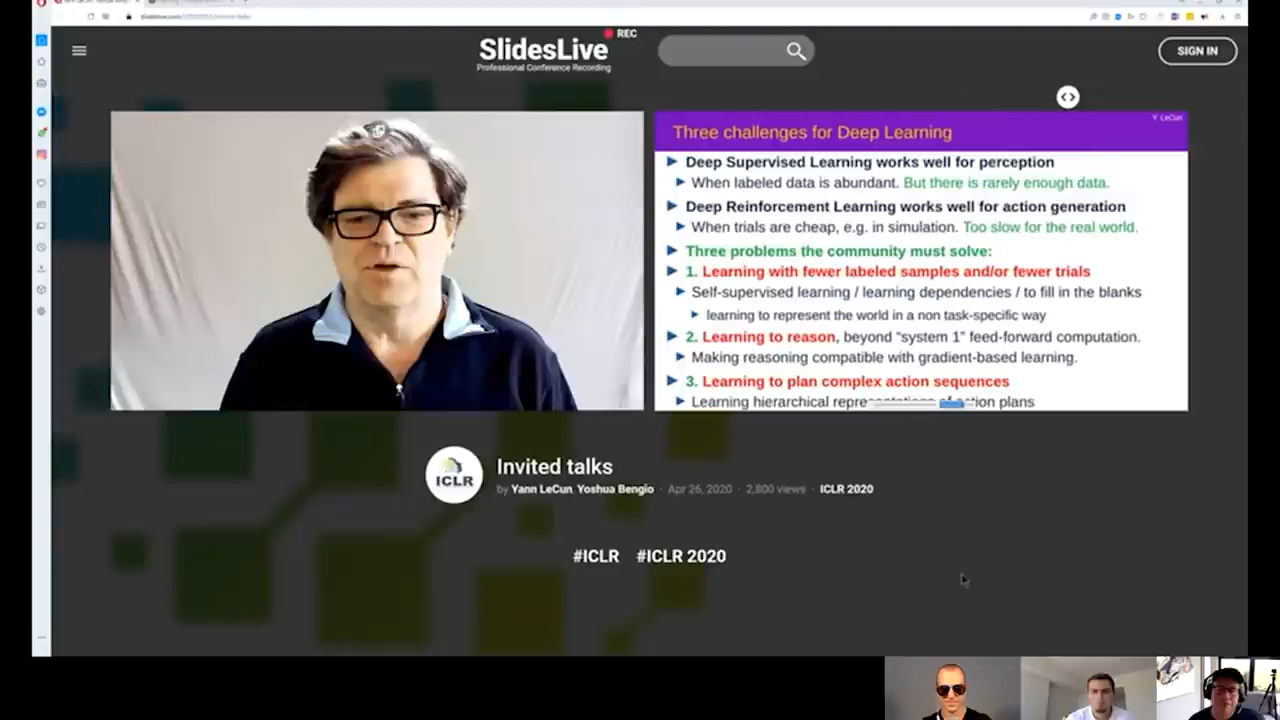 REC
SlidesLive
Professional Conference Recording
SIGN IN
Y LeCun
Three challenges for Deep Learning
Deep Supervised Learning works well for perception
When labeled data is abundant. But there is rarely enough data.
Deep Reinforcement Learning works well for action generation
When trials are cheap, e.g. in simulation. Too slow for the real world.
Three problems the community must solve:
1. Learning with fewer labeled samples and/or fewer trials
Self-supervised learning / learning dependencies / to fill in the blanks
learning to represent the world in a non task-specific way
2. Learning to reason, beyond “system 1” feed-forward computation.
Making reasoning compatible with gradient-based learning.
3. Learning to plan complex action sequences
Learning hierarchical representations of action plans
ICLR
Invited talks
by Yann LeCun, Yoshua Bengio · Apr 26, 2020 · 2,800 views · ICLR 2020
#ICLR #ICLR 2020